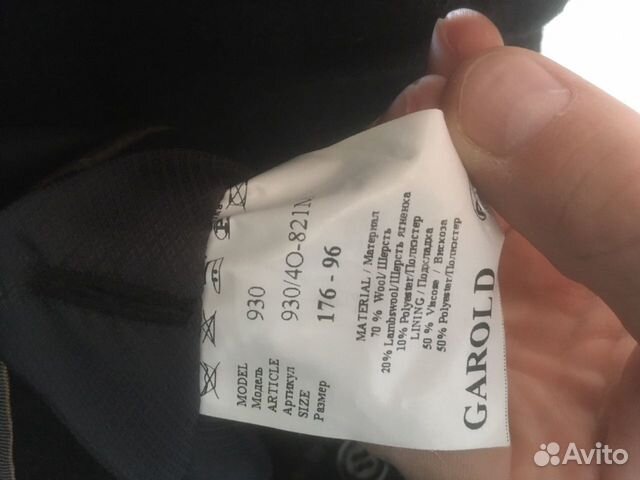 GAROLD
MATERIAL / Материал
70 % Wool/Шерсть
20% Lambswool/Шерсть ягненка
10% Polyester/Полиэстер
LINING / Подкладка
50 % Viscose / Вискоза
50% Polyester/Полиэстер
MODEL 930
Модель
ARTICLE 930/4O-821M
Артикул
SIZE 176 - 96
Размер
Avito